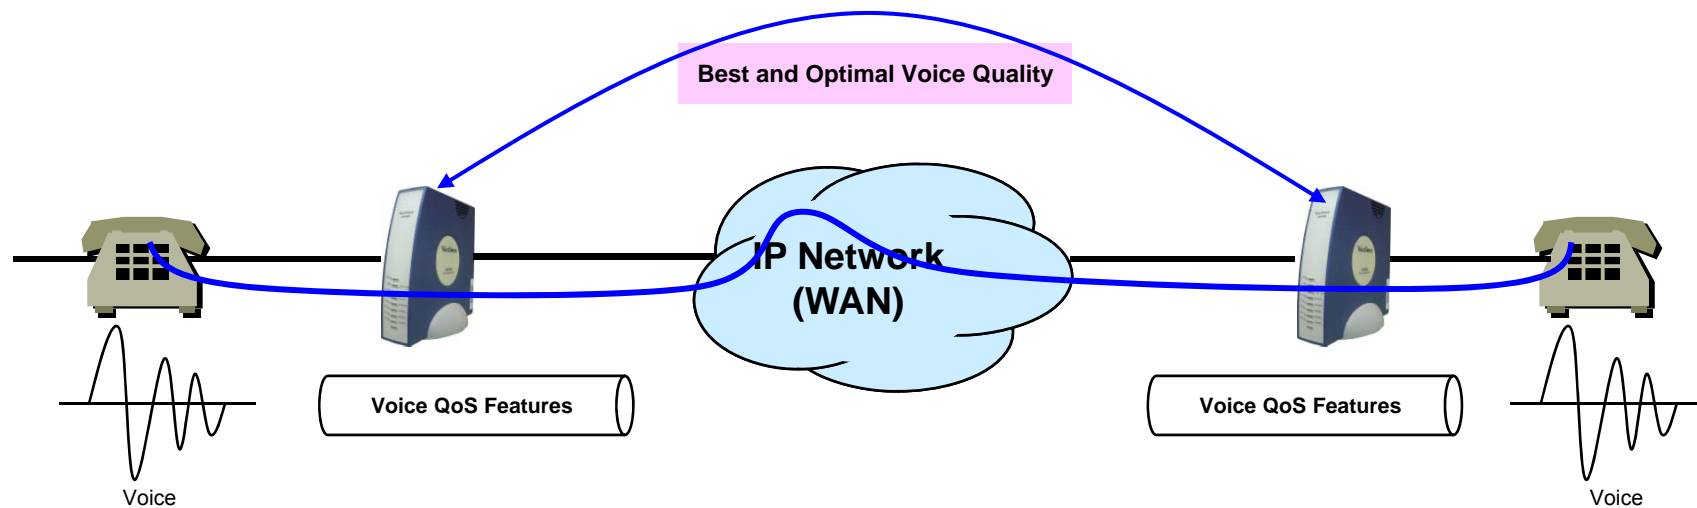 Best and Optimal Voice Quality
IP Network
(WAN)
Voice QoS Features
Voice QoS Features
Voice
Voice